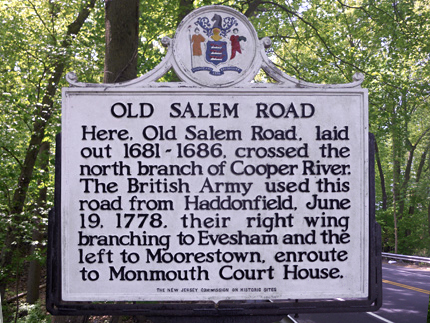 OLD SALEM ROAD
Here, Old Salem Road, laid
out 1681-1686, crossed the
north branch of Cooper River.
The British Army used this
road from Haddonfield, June
19, 1778, their right wing
branching to Evesham and the
left to Moorestown, enroute
to Monmouth Court House.
THE NEW JERSEY COMMISSION ON HISTORIC SITES